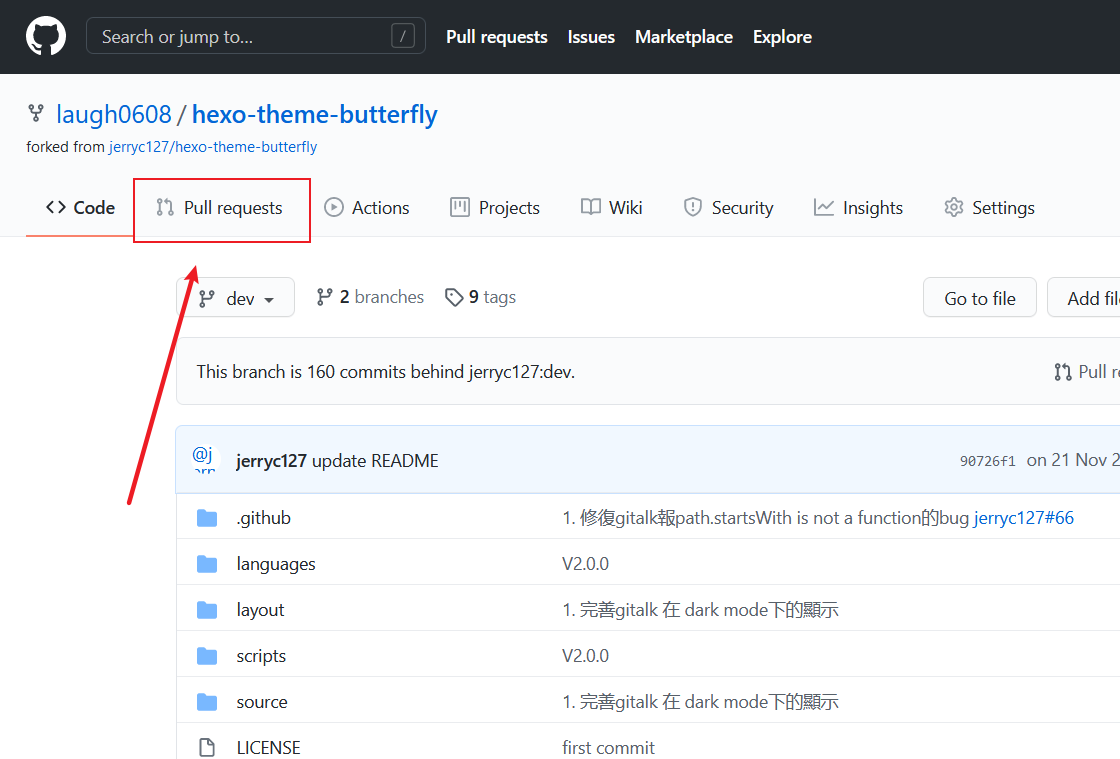 Search or jump to... / Pull requests Issues Marketplace Explore
laugh0608 / hexo-theme-butterfly
forked from jerryc127/hexo-theme-butterfly
<> Code Pull requests Actions Projects Wiki Security Insights Settings
dev 2 branches 9 tags Go to file Add fil
This branch is 160 commits behind jerryc127:dev. Pull re
@j jerryc127 update README 90726f1 on 21 Nov 2
.github 1. 修復gitalk報path.startsWith is not a function的bug jerryc127#66
languages V2.0.0
layout 1. 完善gitalk 在 dark mode下的顯示
scripts V2.0.0
source 1. 完善gitalk 在 dark mode下的顯示
LICENSE first commit